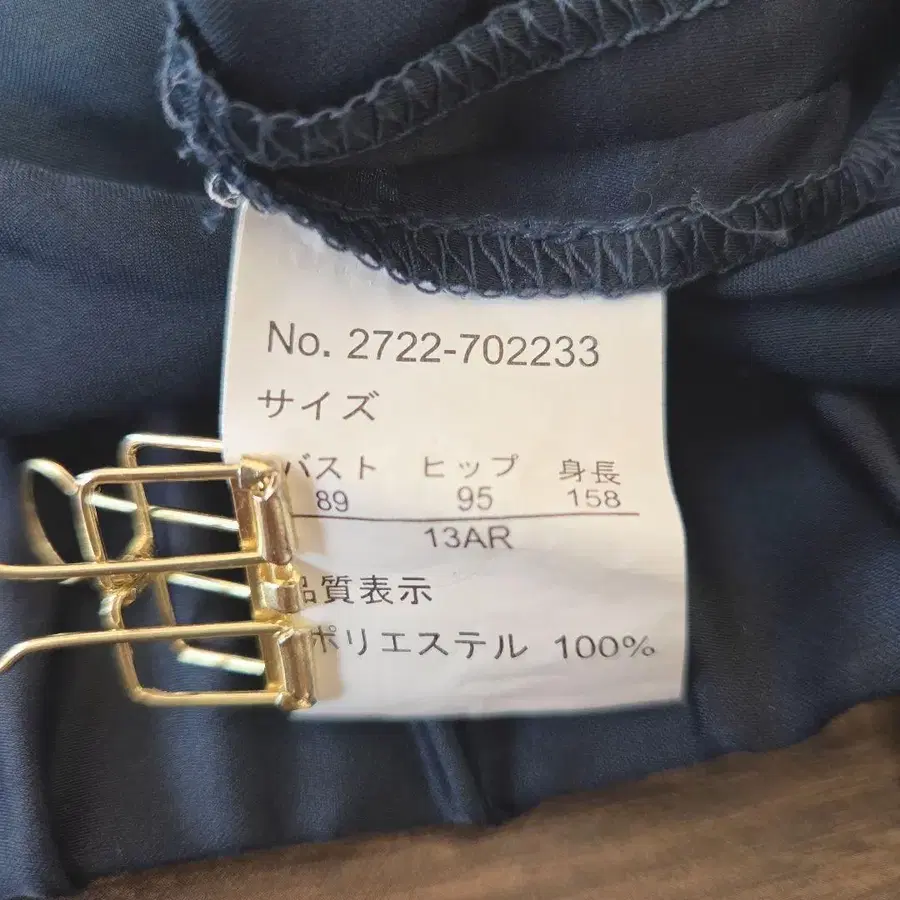 No. 2722-702233
サイズ
バスト ヒップ 身長
89 95 158
13AR
品質表示
ポリエステル 100%